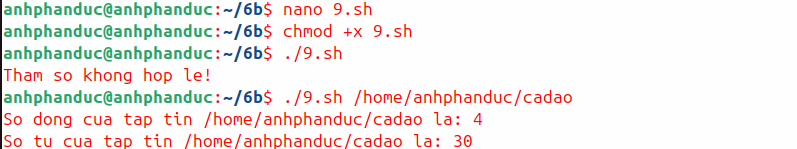 anhphanduc@anhphanduc:~/6b$ nano 9.sh
anhphanduc@anhphanduc:~/6b$ chmod +x 9.sh
anhphanduc@anhphanduc:~/6b$ ./9.sh
Tham so khong hop le!
anhphanduc@anhphanduc:~/6b$ ./9.sh /home/anhphanduc/cadao
So dong cua tap tin /home/anhphanduc/cadao la: 4
So tu cua tap tin /home/anhphanduc/cadao la: 30